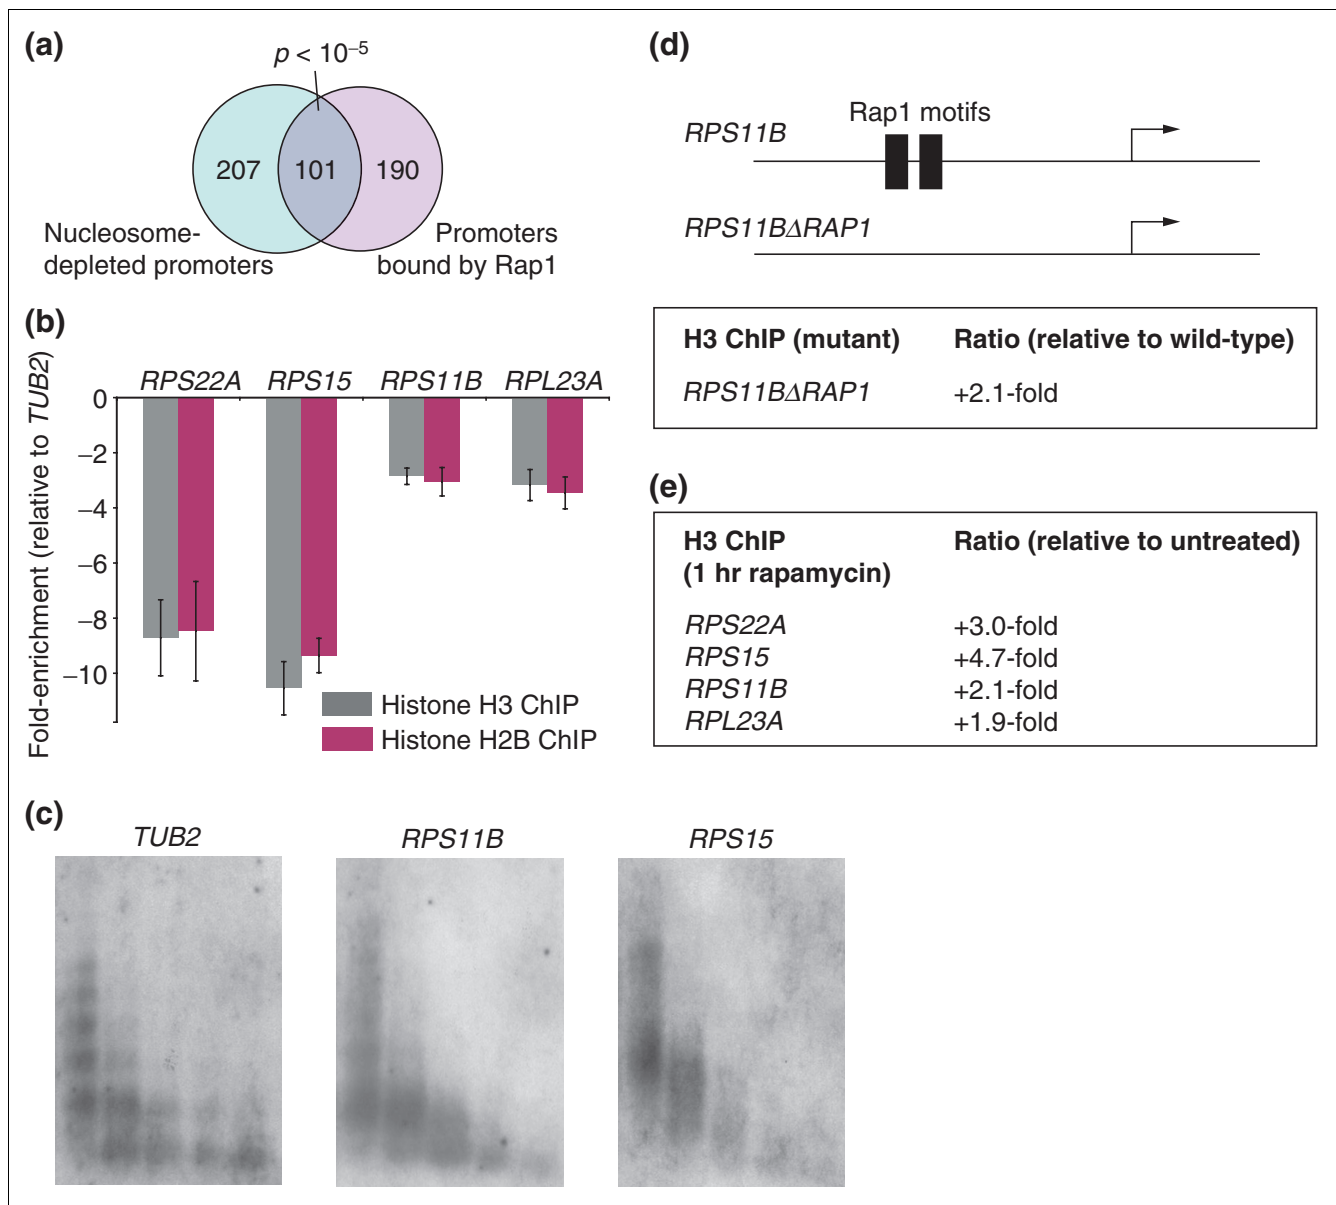 (a)
p < 10⁻⁵
207
101
190
Nucleosome-
depleted promoters
Promoters
bound by Rap1
(b)
Fold-enrichment (relative to TUB2)
RPS22A
RPS15
RPS11B
RPL23A
0
−2
−4
−6
−8
−10
Histone H3 ChIP
Histone H2B ChIP
(c)
TUB2
RPS11B
RPS15
(d)
Rap1 motifs
RPS11B
RPS11BΔRAP1
H3 ChIP (mutant) Ratio (relative to wild-type)
RPS11BΔRAP1 +2.1-fold
(e)
H3 ChIP Ratio (relative to untreated)
(1 hr rapamycin)
RPS22A +3.0-fold
RPS15 +4.7-fold
RPS11B +2.1-fold
RPL23A +1.9-fold